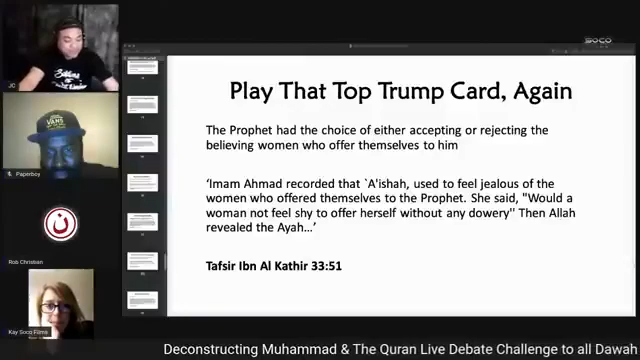 SOCO
Play That Top Trump Card, Again
The Prophet had the choice of either accepting or rejecting the
believing women who offer themselves to him
'Imam Ahmad recorded that `A'ishah, used to feel jealous of the
women who offered themselves to the Prophet. She said, "Would a
woman not feel shy to offer herself without any dowery" Then Allah
revealed the Ayah…'
Tafsir Ibn Al Kathir 33:51
JC
VANS
Paperboy
ن
Rob Christian
Kay Soco Films
Deconstructing Muhammad & The Quran Live Debate Challenge to all Dawah